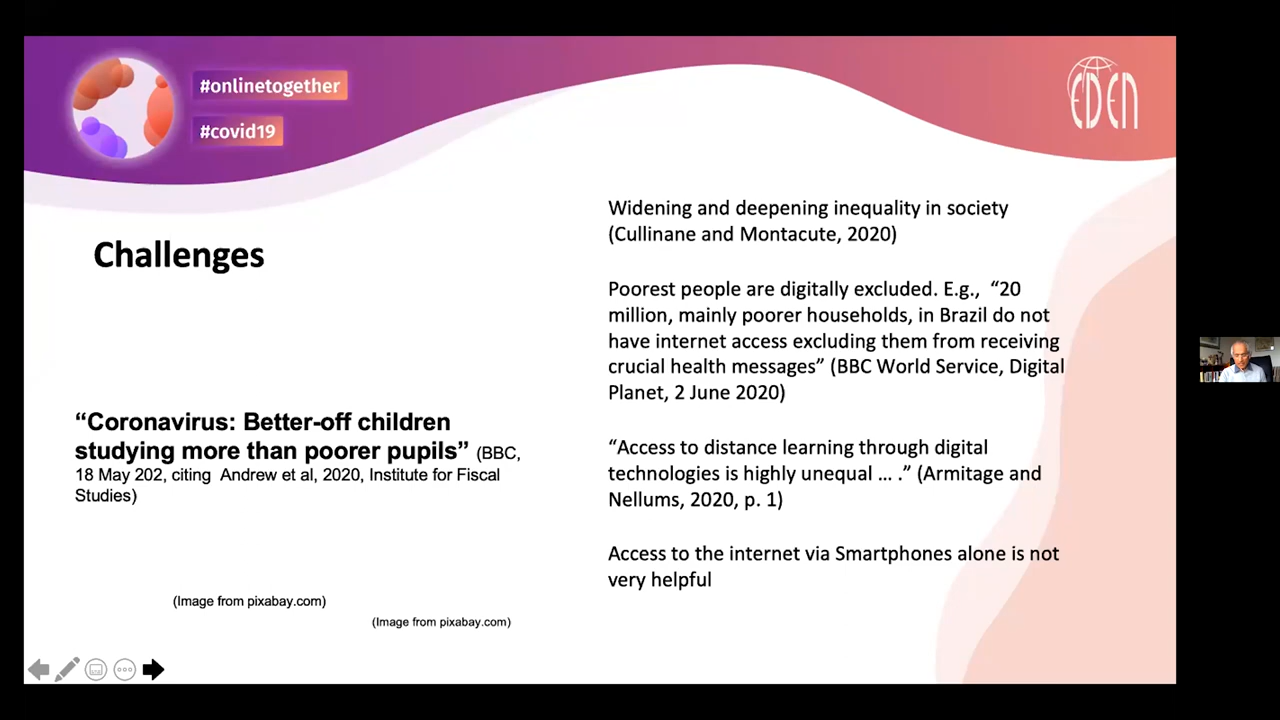 #onlinetogether
#covid19
EDEN
Challenges
“Coronavirus: Better-off children
studying more than poorer pupils” (BBC,
18 May 202, citing Andrew et al, 2020, Institute for Fiscal
Studies)
(Image from pixabay.com)
(Image from pixabay.com)
Widening and deepening inequality in society
(Cullinane and Montacute, 2020)
Poorest people are digitally excluded. E.g., “20
million, mainly poorer households, in Brazil do not
have internet access excluding them from receiving
crucial health messages” (BBC World Service, Digital
Planet, 2 June 2020)
“Access to distance learning through digital
technologies is highly unequal … .” (Armitage and
Nellums, 2020, p. 1)
Access to the internet via Smartphones alone is not
very helpful